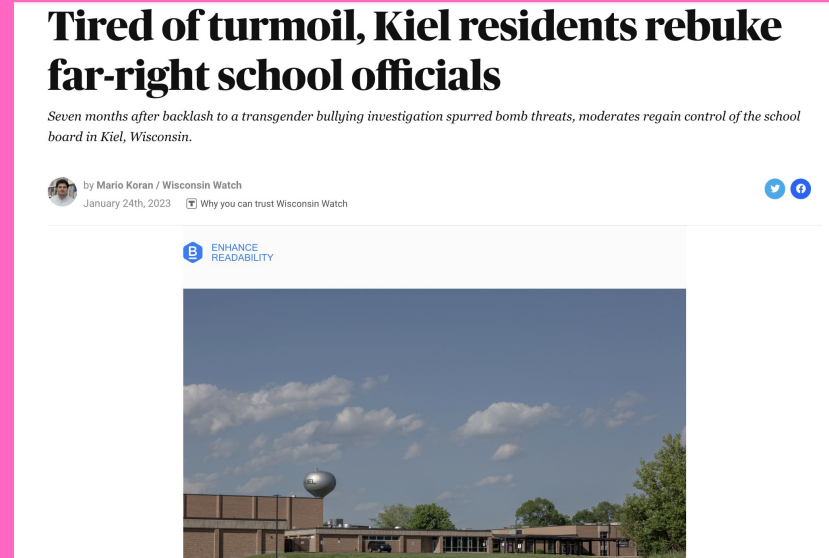 Tired of turmoil, Kiel residents rebuke
far-right school officials
Seven months after backlash to a transgender bullying investigation spurred bomb threats, moderates regain control of the school
board in Kiel, Wisconsin.
by Mario Koran / Wisconsin Watch
January 24th, 2023 Why you can trust Wisconsin Watch
B ENHANCE
READABILITY